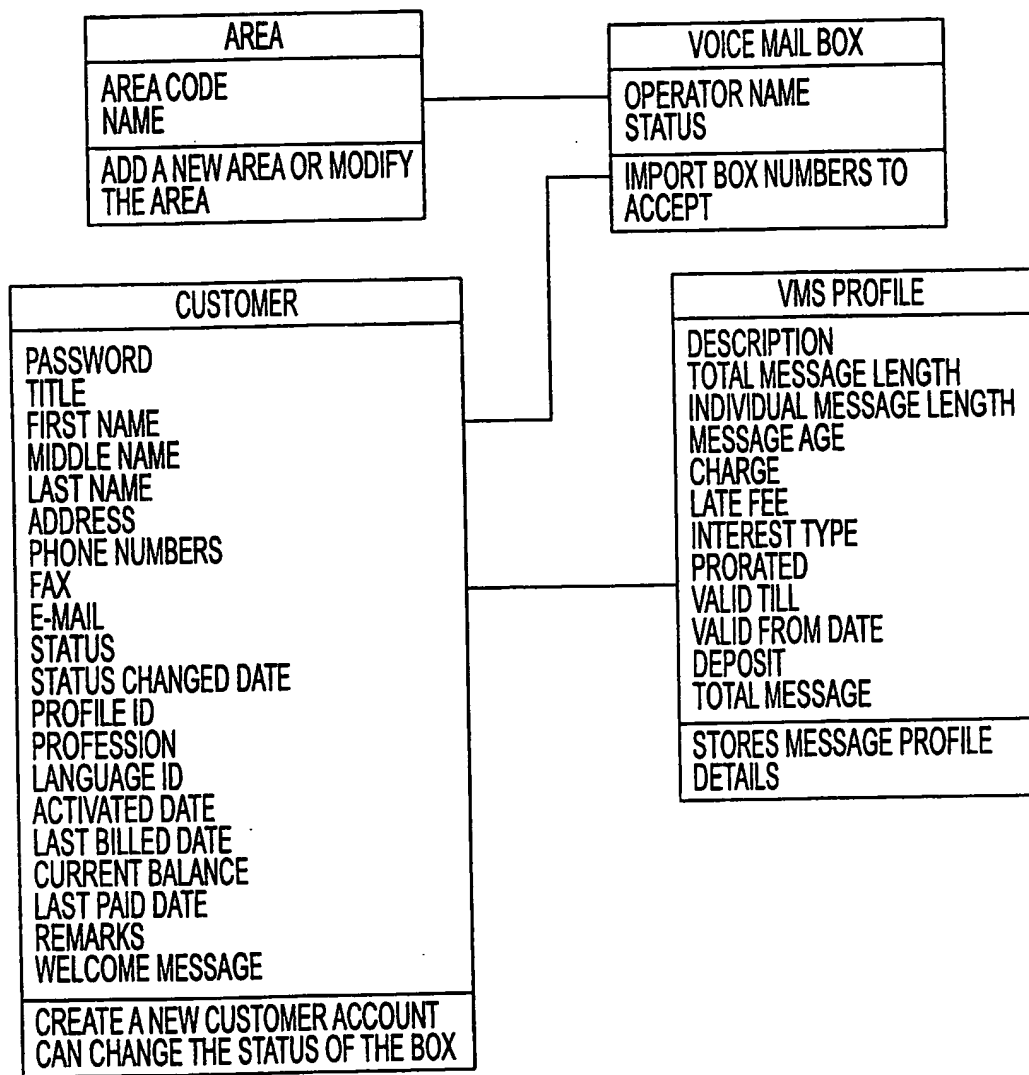 AREA
AREA CODE
NAME
ADD A NEW AREA OR MODIFY
THE AREA
VOICE MAIL BOX
OPERATOR NAME
STATUS
IMPORT BOX NUMBERS TO
ACCEPT
CUSTOMER
PASSWORD
TITLE
FIRST NAME
MIDDLE NAME
LAST NAME
ADDRESS
PHONE NUMBERS
FAX
E-MAIL
STATUS
STATUS CHANGED DATE
PROFILE ID
PROFESSION
LANGUAGE ID
ACTIVATED DATE
LAST BILLED DATE
CURRENT BALANCE
LAST PAID DATE
REMARKS
WELCOME MESSAGE
CREATE A NEW CUSTOMER ACCOUNT
CAN CHANGE THE STATUS OF THE BOX
VMS PROFILE
DESCRIPTION
TOTAL MESSAGE LENGTH
INDIVIDUAL MESSAGE LENGTH
MESSAGE AGE
CHARGE
LATE FEE
INTEREST TYPE
PRORATED
VALID TILL
VALID FROM DATE
DEPOSIT
TOTAL MESSAGE
STORES MESSAGE PROFILE
DETAILS